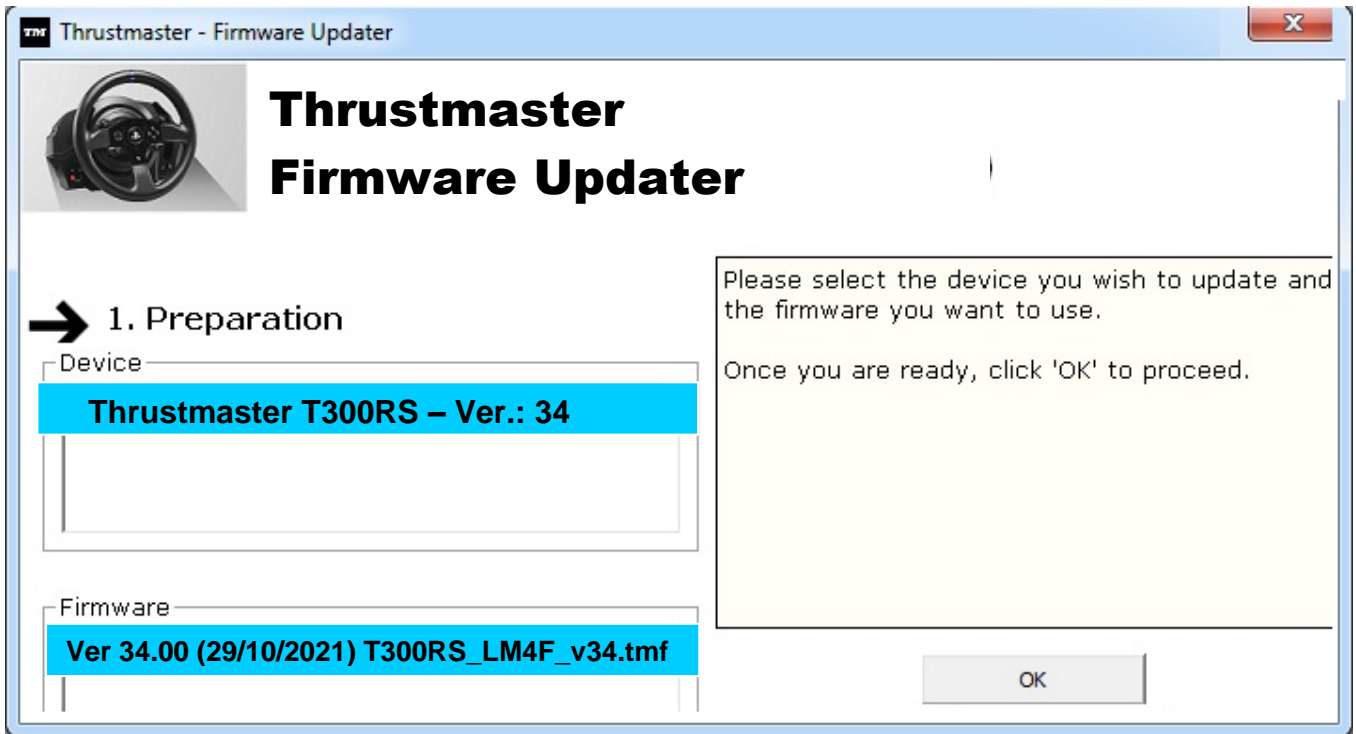 Thrustmaster - Firmware Updater
Thrustmaster
Firmware Updater
1. Preparation
Device
Thrustmaster T300RS – Ver.: 34
Firmware
Ver 34.00 (29/10/2021) T300RS_LM4F_v34.tmf
Please select the device you wish to update and
the firmware you want to use.
Once you are ready, click 'OK' to proceed.
OK